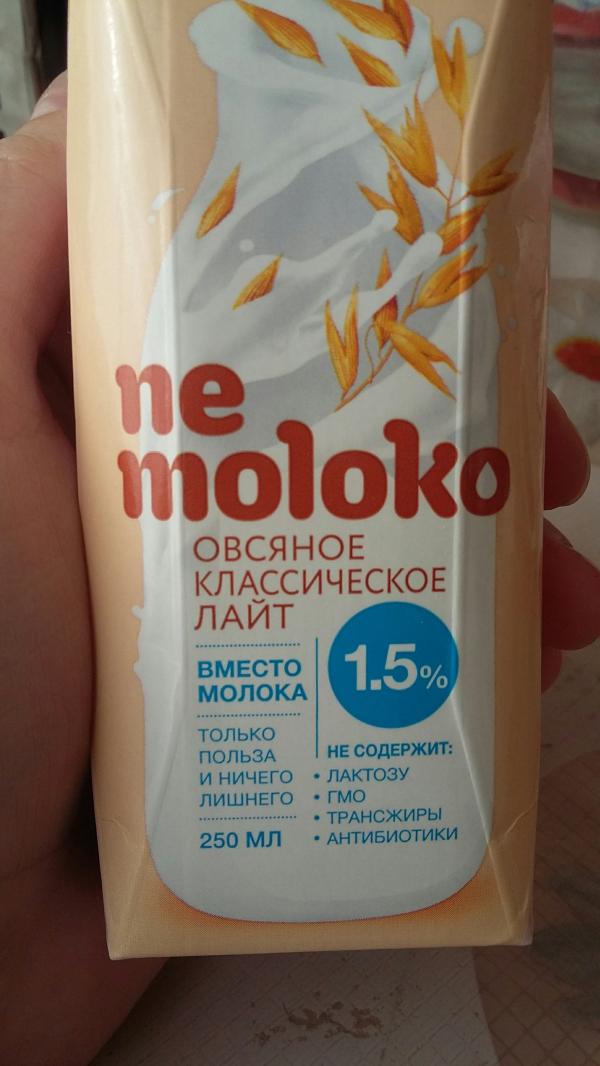 ne
moloko
ОВСЯНОЕ
КЛАССИЧЕСКОЕ
ЛАЙТ
ВМЕСТО
МОЛОКА
1.5%
ТОЛЬКО
ПОЛЬЗА
И НИЧЕГО
ЛИШНЕГО
250 МЛ
НЕ СОДЕРЖИТ:
• ЛАКТОЗУ
• ГМО
• ТРАНСЖИРЫ
• АНТИБИОТИКИ